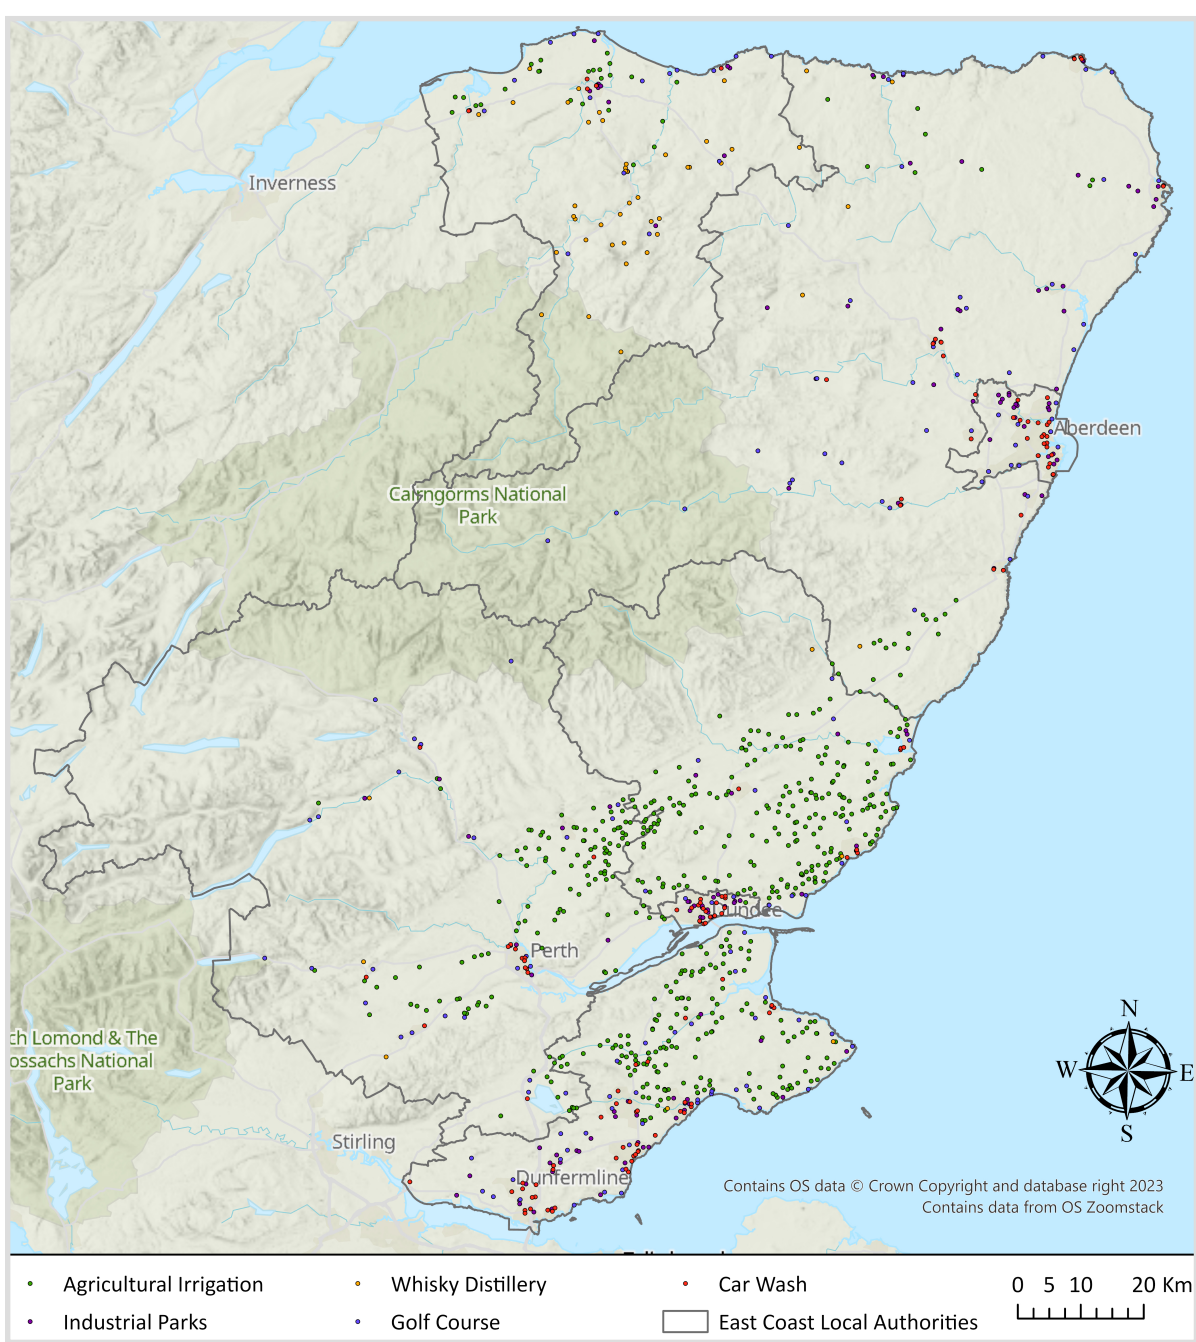 Inverness
Aberdeen
Cairngorms National
Park
Dundee
Perth
N
ch Lomond & The
ossachs National
Park
W
E
S
Stirling
Dunfermline
Contains OS data © Crown Copyright and database right 2023
Contains data from OS Zoomstack
Agricultural Irrigation
Whisky Distillery
Car Wash
0 5 10 20 Km
Industrial Parks
Golf Course
East Coast Local Authorities